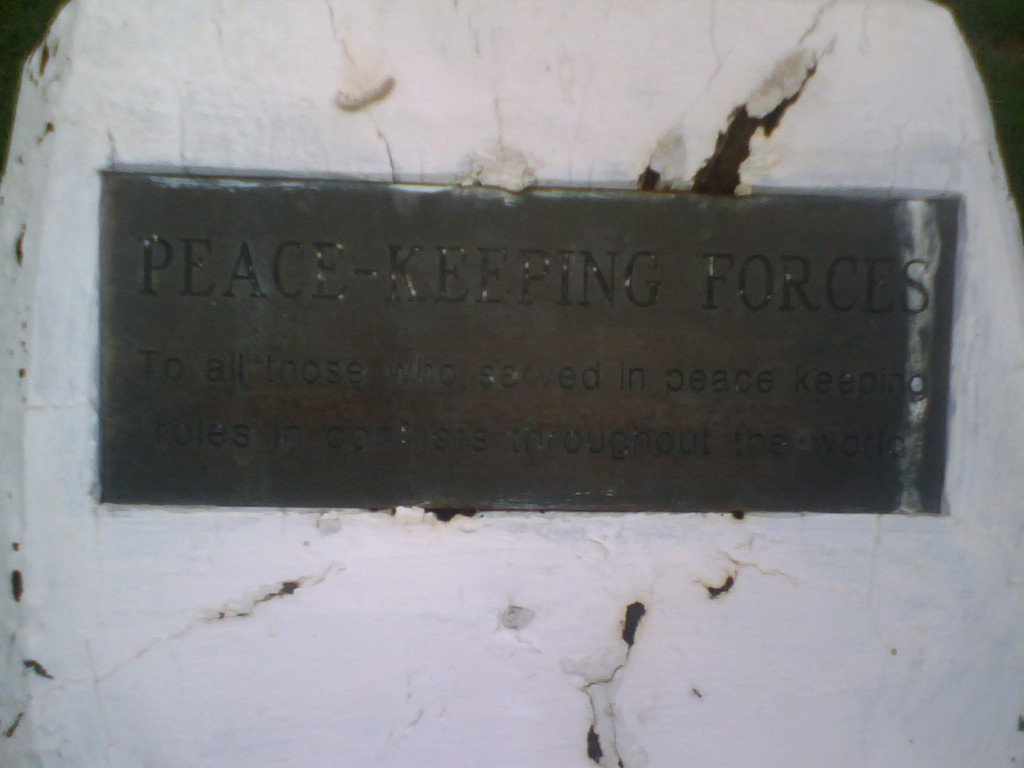 PEACE-KEEPING FORCES
To all those who served in peace keeping
roles in conflicts throughout the world